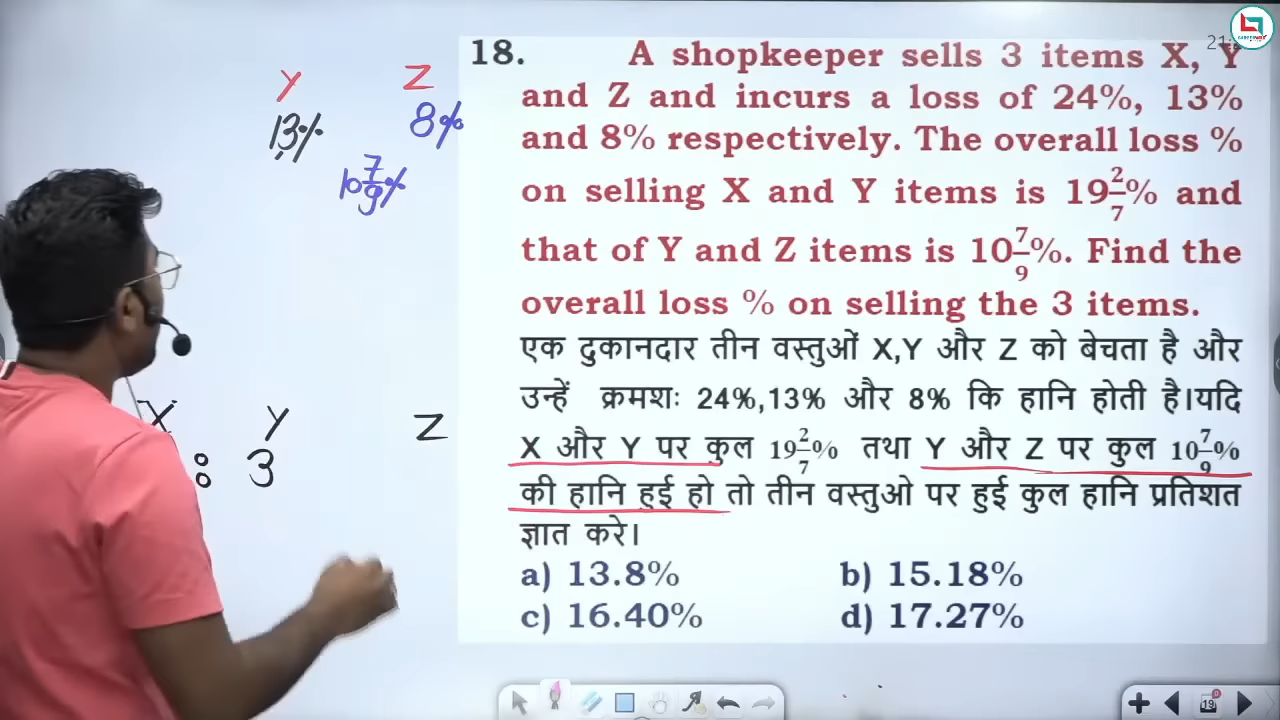 Y Z
13% 8%
10 7/9%
X Y Z
: 3
18. A shopkeeper sells 3 items X, Y
and Z and incurs a loss of 24%, 13%
and 8% respectively. The overall loss %
on selling X and Y items is 19 2/7% and
that of Y and Z items is 10 7/9%. Find the
overall loss % on selling the 3 items.
एक दुकानदार तीन वस्तुओं X,Y और Z को बेचता है और
उन्हें क्रमशः 24%,13% और 8% कि हानि होती है।यदि
X और Y पर कुल 19 2/7% तथा Y और Z पर कुल 10 7/9%
की हानि हुई हो तो तीन वस्तुओ पर हुई कुल हानि प्रतिशत
ज्ञात करे।
a) 13.8% b) 15.18%
c) 16.40% d) 17.27%
19